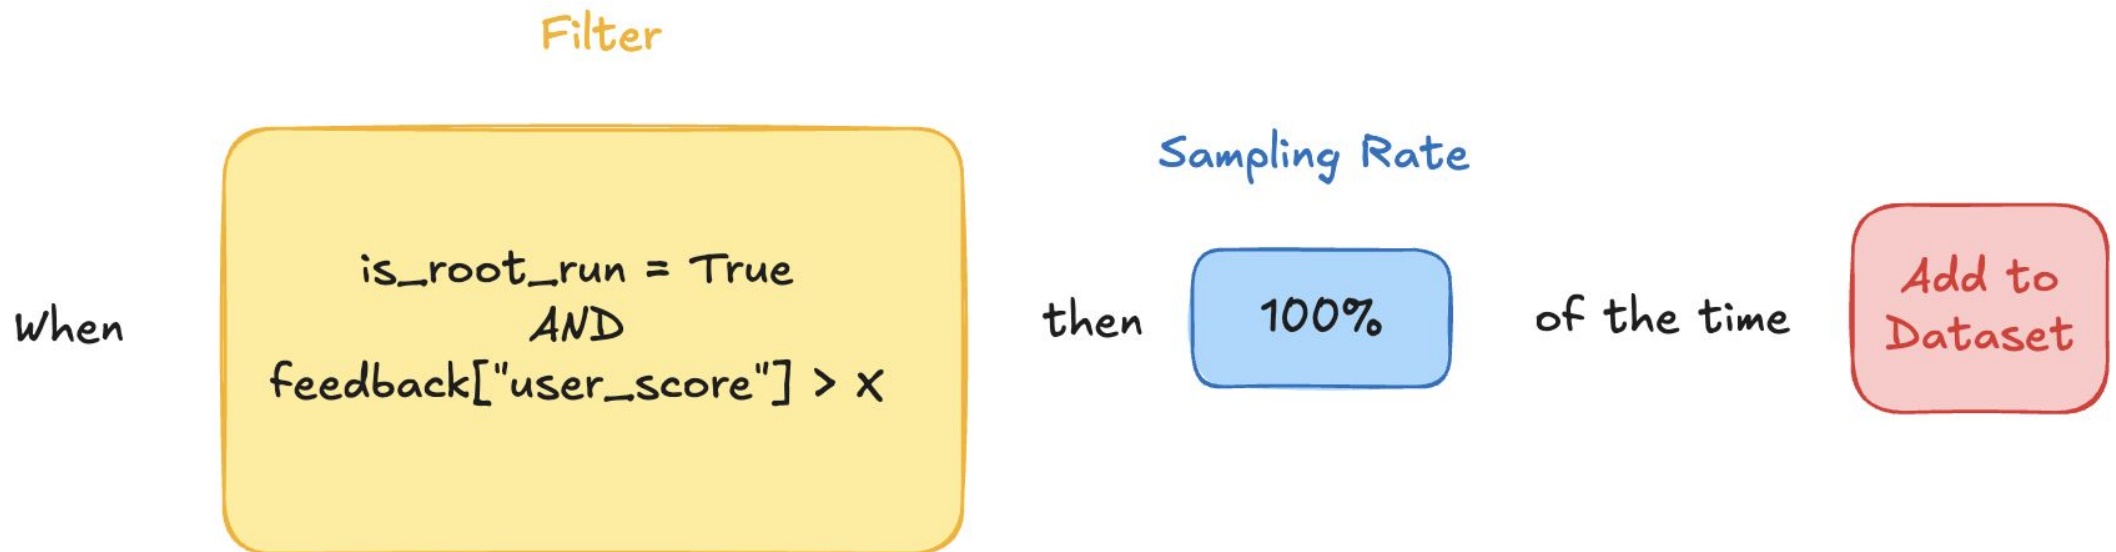 Filter
When
is_root_run = True
AND
feedback["user_score"] > x
then
Sampling Rate
100%
of the time
Add to
Dataset